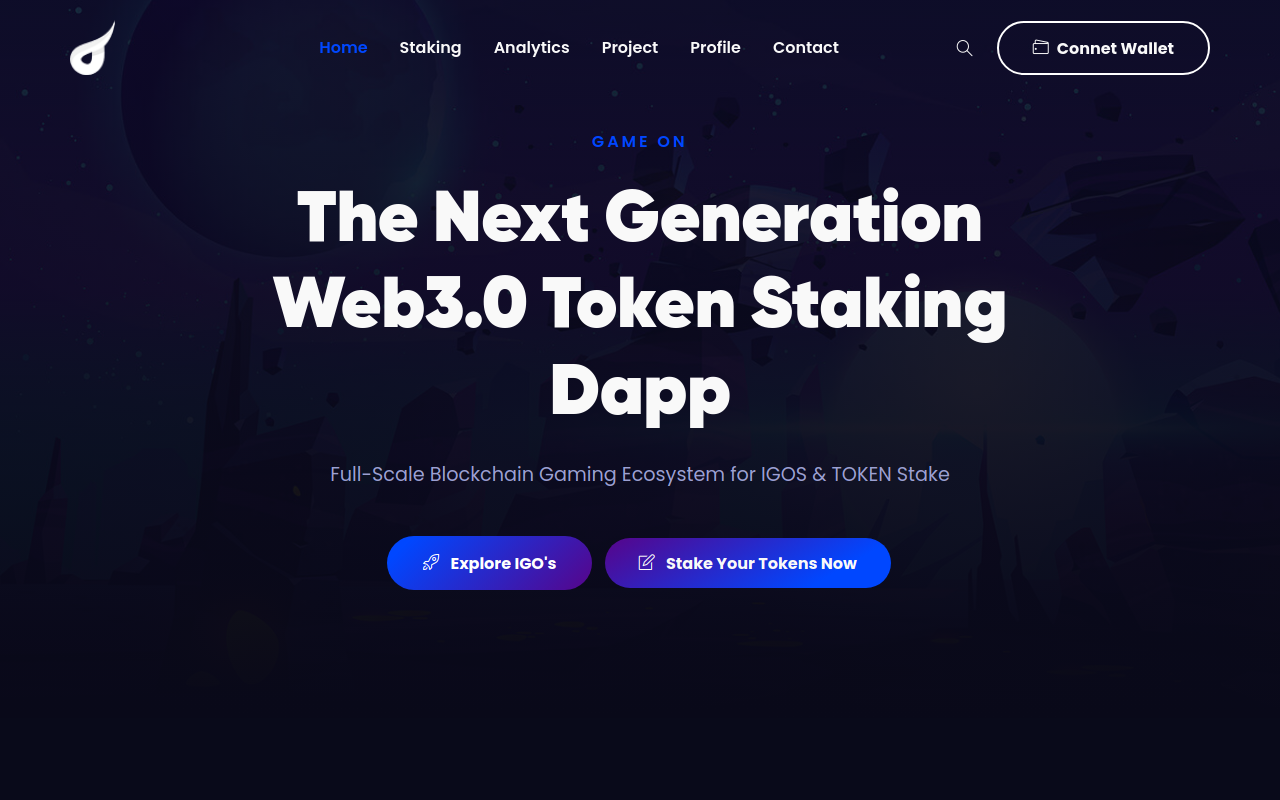 Home Staking Analytics Project Profile Contact Connet Wallet
GAME ON
The Next Generation
Web3.0 Token Staking
Dapp
Full-Scale Blockchain Gaming Ecosystem for IGOS & TOKEN Stake
Explore IGO's Stake Your Tokens Now